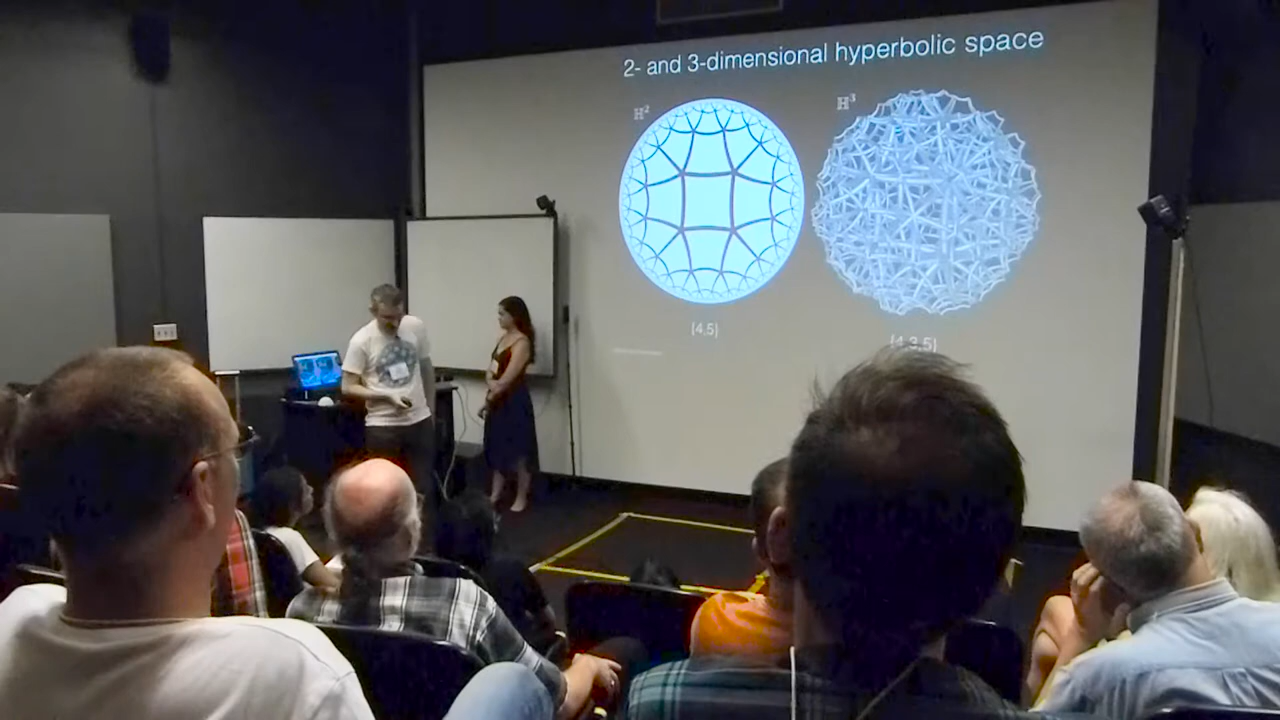 2- and 3-dimensional hyperbolic space
ℍ² ℍ³
{4,5} {4,3,5}